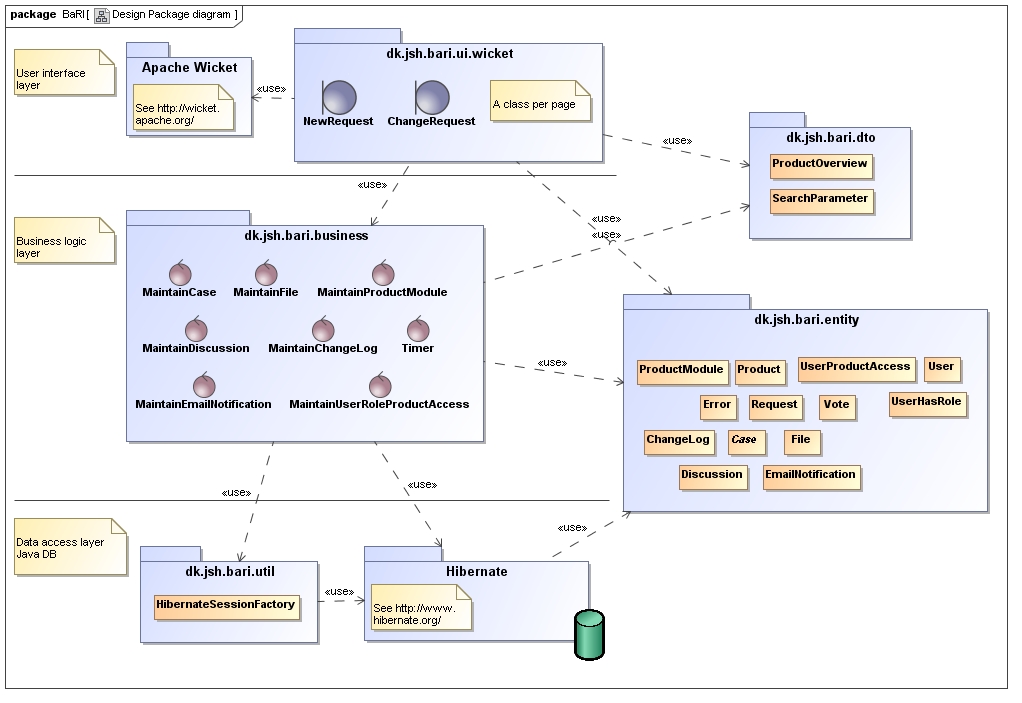 package BaRI[ Design Package diagram ]
User interface
layer
Apache Wicket
See http://wicket.
apache.org/
«use»
dk.jsh.bari.ui.wicket
NewRequest
ChangeRequest
A class per page
«use»
dk.jsh.bari.dto
ProductOverview
SearchParameter
«use»
«use»
«use»
Business logic
layer
dk.jsh.bari.business
MaintainCase
MaintainFile
MaintainProductModule
MaintainDiscussion
MaintainChangeLog
Timer
MaintainEmailNotification
MaintainUserRoleProductAccess
«use»
dk.jsh.bari.entity
ProductModule
Product
UserProductAccess
User
Error
Request
Vote
UserHasRole
ChangeLog
Case
File
Discussion
EmailNotification
«use»
«use»
«use»
Data access layer
Java DB
dk.jsh.bari.util
HibernateSessionFactory
«use»
Hibernate
See http://www.
hibernate.org/